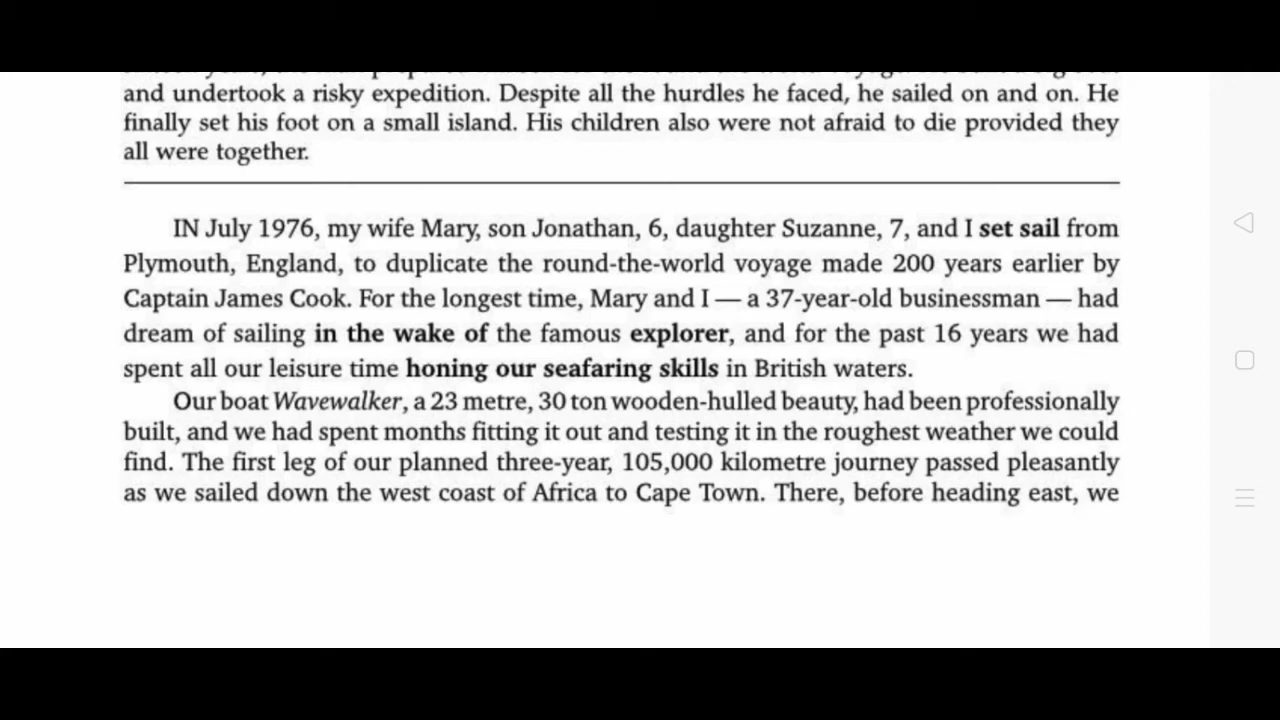 and undertook a risky expedition. Despite all the hurdles he faced, he sailed on and on. He
finally set his foot on a small island. His children also were not afraid to die provided they
all were together.
IN July 1976, my wife Mary, son Jonathan, 6, daughter Suzanne, 7, and I set sail from
Plymouth, England, to duplicate the round-the-world voyage made 200 years earlier by
Captain James Cook. For the longest time, Mary and I — a 37-year-old businessman — had
dream of sailing in the wake of the famous explorer, and for the past 16 years we had
spent all our leisure time honing our seafaring skills in British waters.
Our boat Wavewalker, a 23 metre, 30 ton wooden-hulled beauty, had been professionally
built, and we had spent months fitting it out and testing it in the roughest weather we could
find. The first leg of our planned three-year, 105,000 kilometre journey passed pleasantly
as we sailed down the west coast of Africa to Cape Town. There, before heading east, we